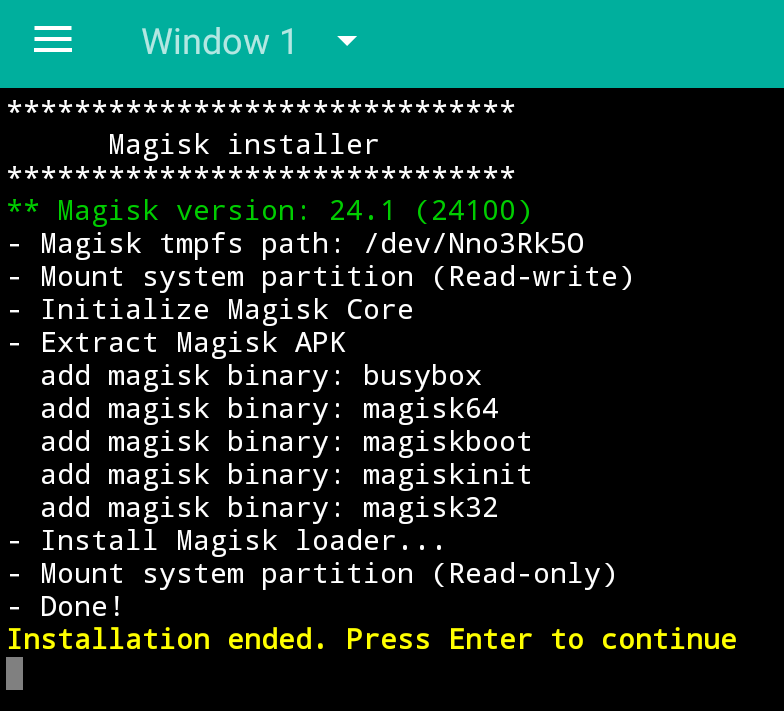 Window 1
******************************
Magisk installer
******************************
** Magisk version: 24.1 (24100)
- Magisk tmpfs path: /dev/Nno3Rk5O
- Mount system partition (Read-write)
- Initialize Magisk Core
- Extract Magisk APK
add magisk binary: busybox
add magisk binary: magisk64
add magisk binary: magiskboot
add magisk binary: magiskinit
add magisk binary: magisk32
- Install Magisk loader...
- Mount system partition (Read-only)
- Done!
Installation ended. Press Enter to continue